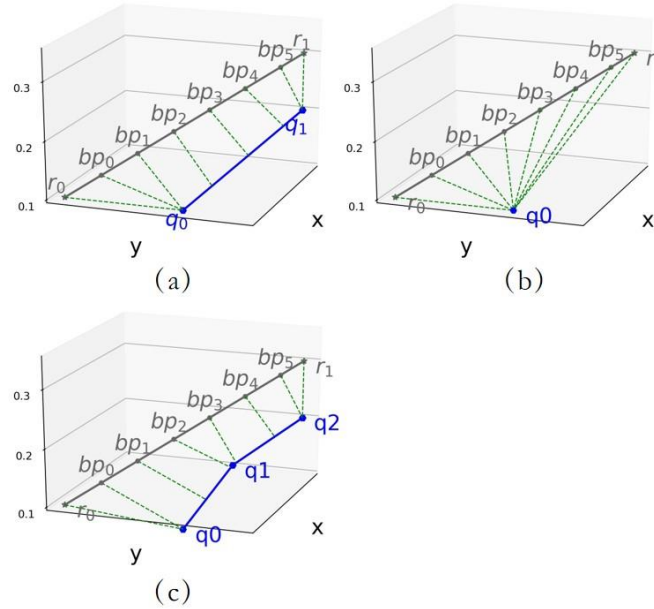 0.3
0.2
0.1
r₀
bp₀
bp₁
bp₂
bp₃
bp₄
bp₅
r₁
q₀
q₁
y
x
(a)
0.3
0.2
0.1
r₀
bp₀
bp₁
bp₂
bp₃
bp₄
bp₅
r
q0
y
x
(b)
0.3
0.2
0.1
r₀
bp₀
bp₁
bp₂
bp₃
bp₄
bp₅
r₁
q0
q1
q2
y
x
(c)